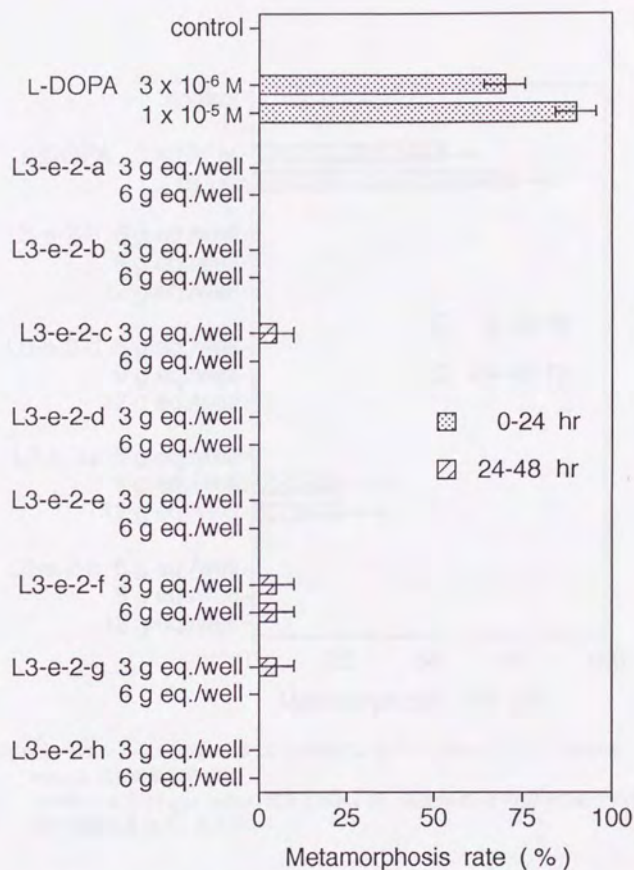 control
L-DOPA 3 x 10⁻⁶ M
1 x 10⁻⁵ M
L3-e-2-a 3 g eq./well
6 g eq./well
L3-e-2-b 3 g eq./well
6 g eq./well
L3-e-2-c 3 g eq./well
6 g eq./well
L3-e-2-d 3 g eq./well
6 g eq./well
0-24 hr
24-48 hr
L3-e-2-e 3 g eq./well
6 g eq./well
L3-e-2-f 3 g eq./well
6 g eq./well
L3-e-2-g 3 g eq./well
6 g eq./well
L3-e-2-h 3 g eq./well
6 g eq./well
0 25 50 75 100
Metamorphosis rate ( % )